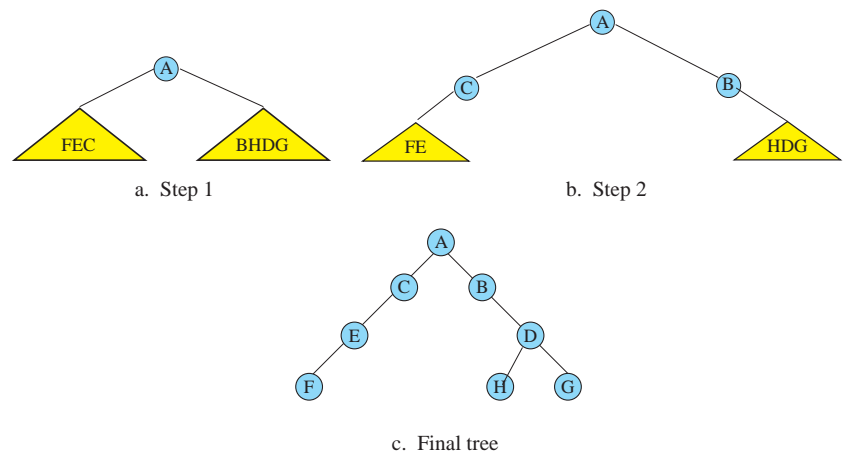 A
FEC
BHDG
a. Step 1
A
C
B
FE
HDG
b. Step 2
A
C
B
E
D
F
H
G
c. Final tree